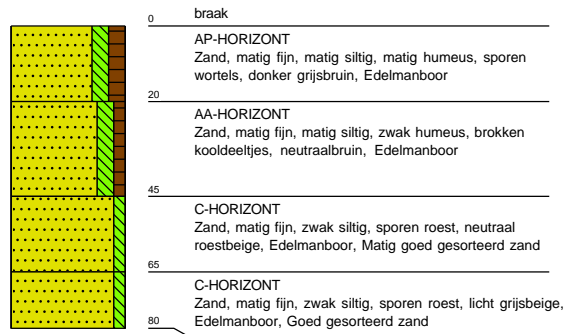 0 braak
AP-HORIZONT
Zand, matig fijn, matig siltig, matig humeus, sporen
wortels, donker grijsbruin, Edelmanboor
20
AA-HORIZONT
Zand, matig fijn, matig siltig, zwak humeus, brokken
kooldeeltjes, neutraalbruin, Edelmanboor
45
C-HORIZONT
Zand, matig fijn, zwak siltig, sporen roest, neutraal
roestbeige, Edelmanboor, Matig goed gesorteerd zand
65
C-HORIZONT
Zand, matig fijn, zwak siltig, sporen roest, licht grijsbeige,
Edelmanboor, Goed gesorteerd zand
80